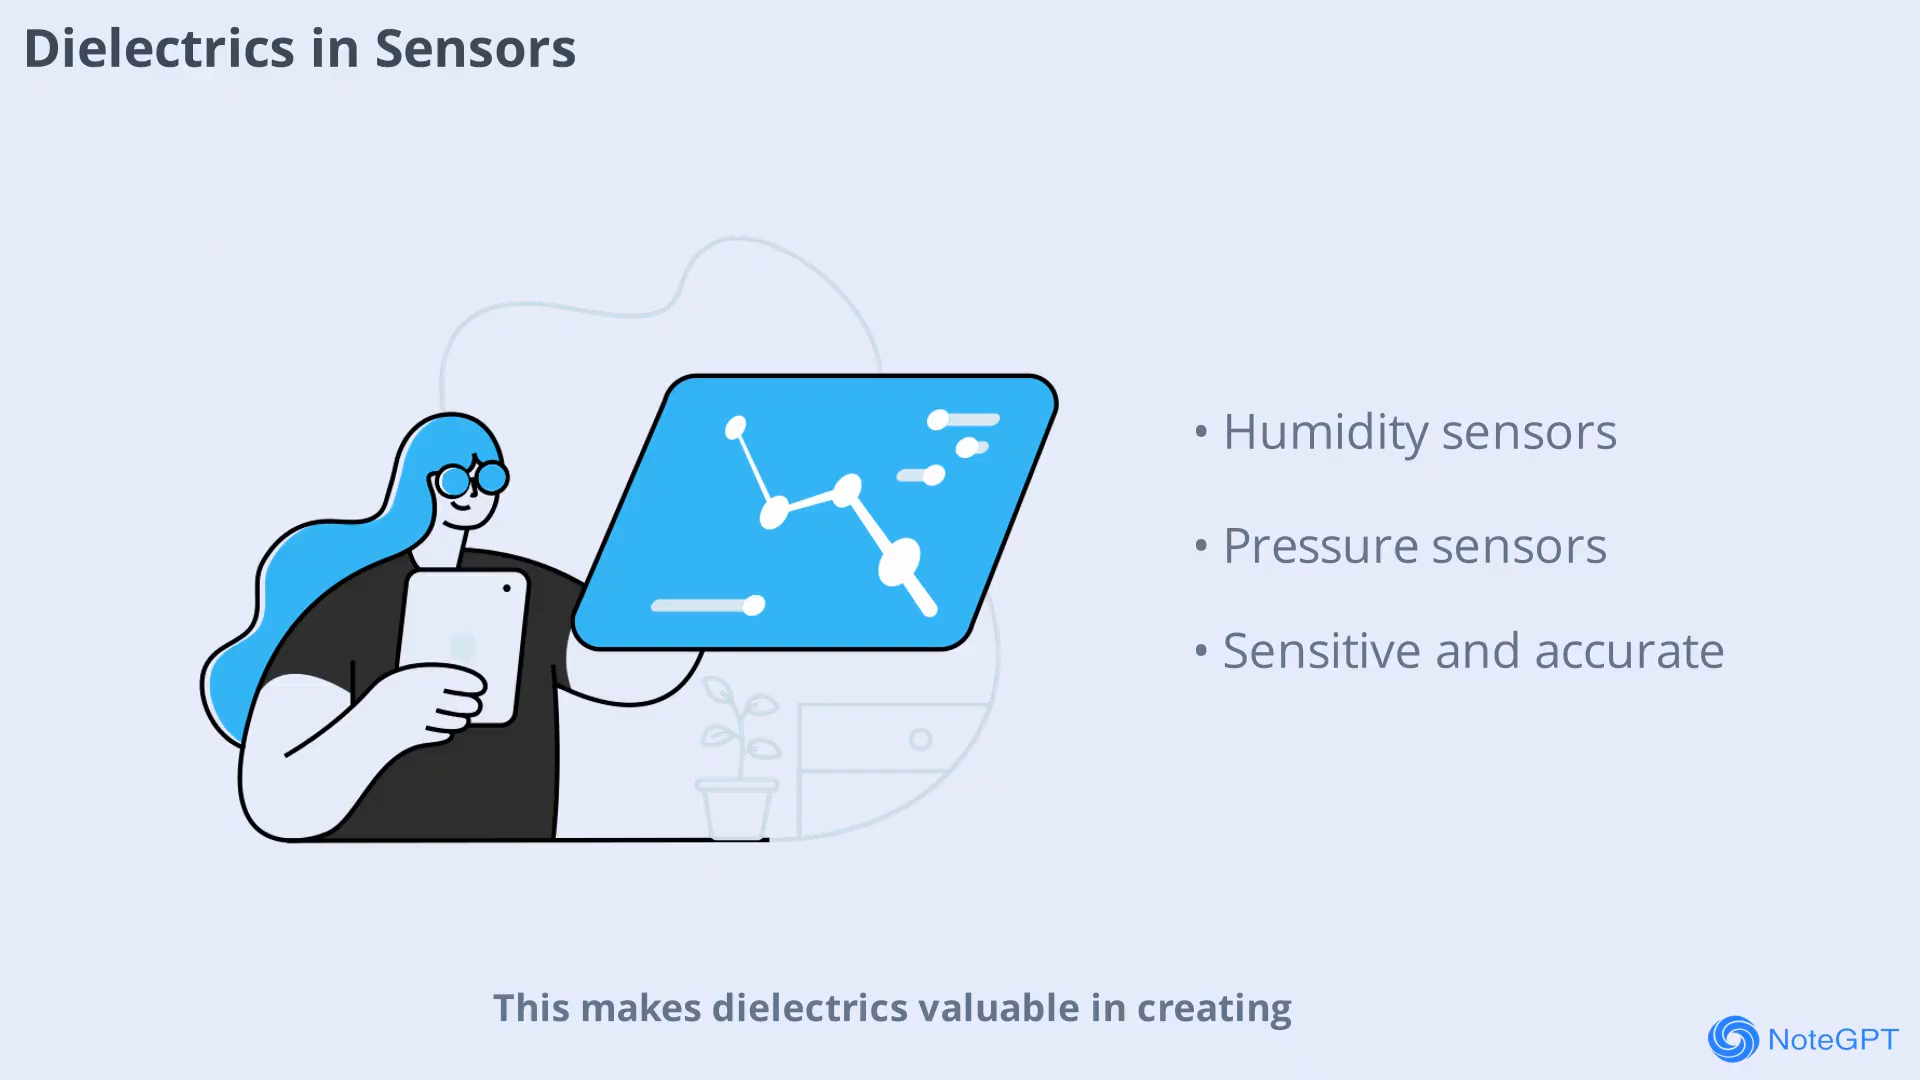 Dielectrics in Sensors
• Humidity sensors
• Pressure sensors
• Sensitive and accurate
This makes dielectrics valuable in creating
NoteGPT